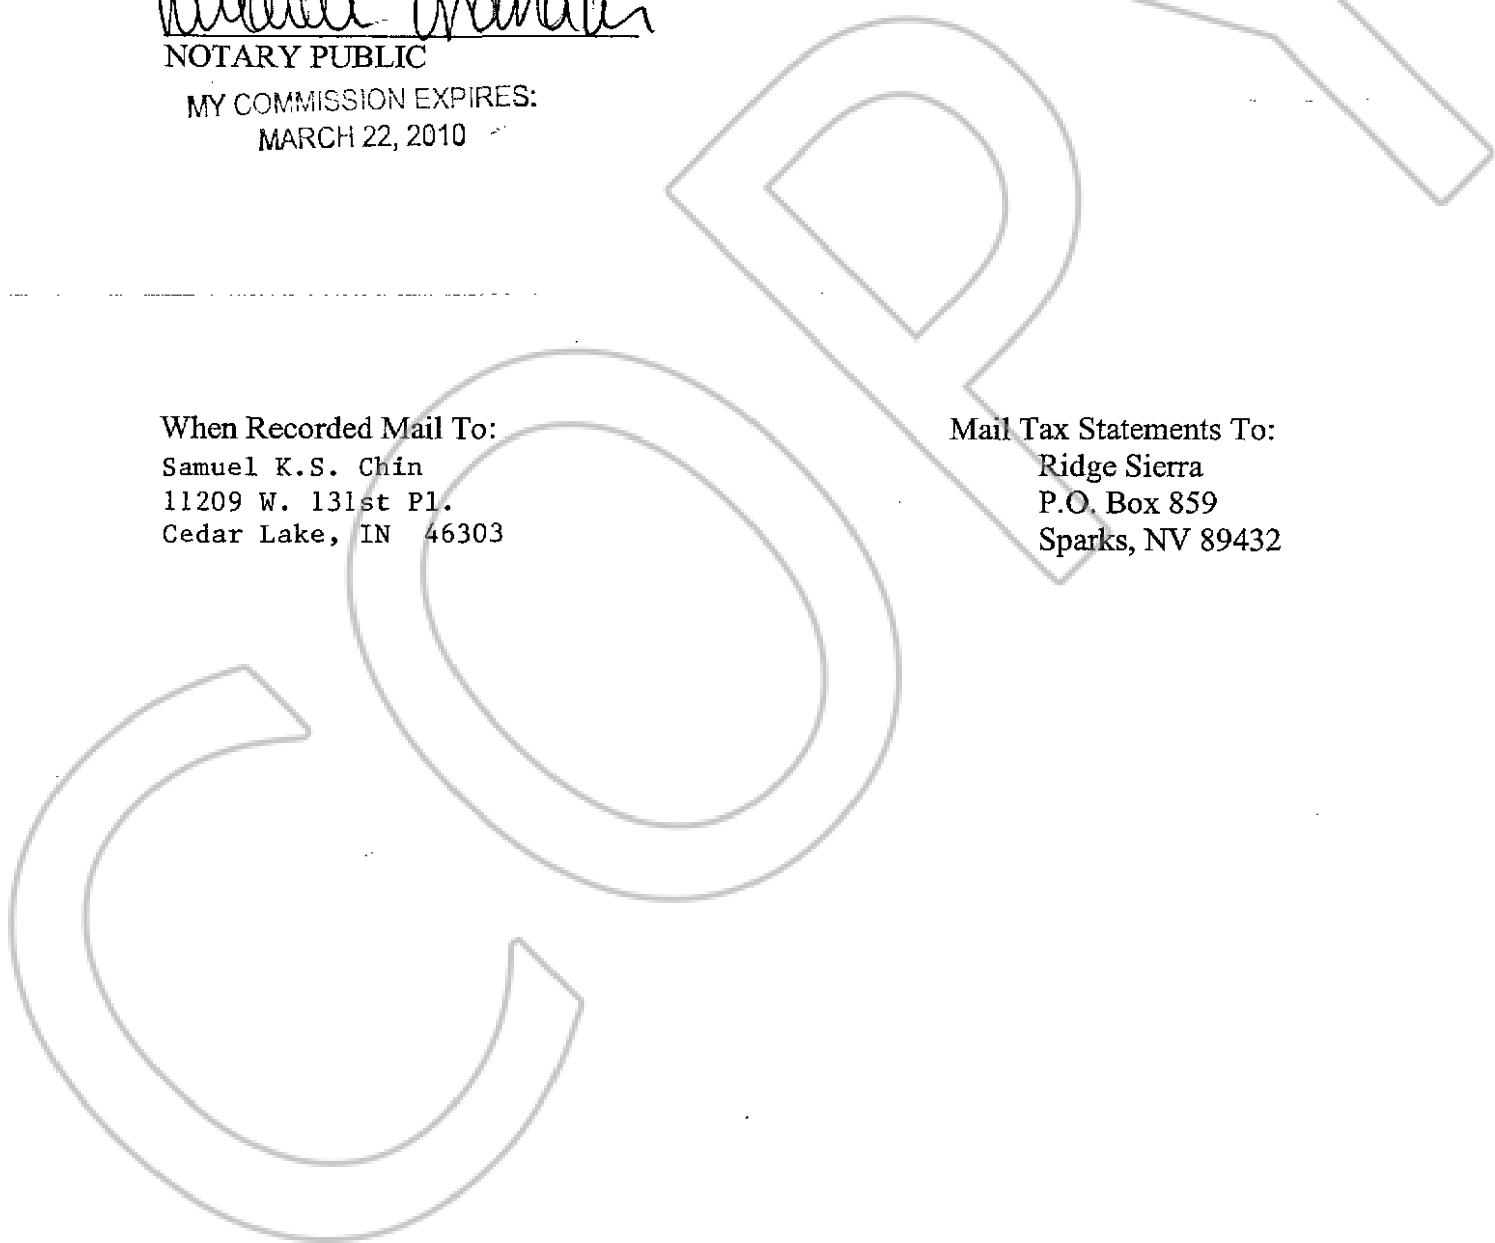 NOTARY PUBLIC
MY COMMISSION EXPIRES:
MARCH 22, 2010
When Recorded Mail To:
Samuel K.S. Chin
11209 W. 131st Pl.
Cedar Lake, IN 46303
Mail Tax Statements To:
Ridge Sierra
P.O. Box 859
Sparks, NV 89432
COPY